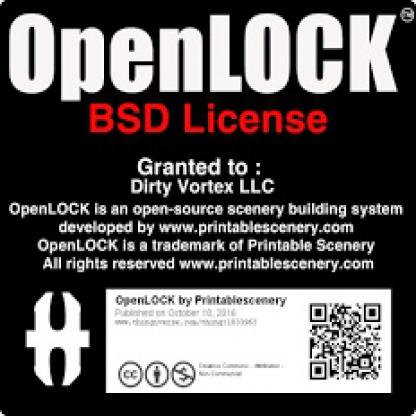 OpenLOCK
TM
BSD License
Granted to :
Dirty Vortex LLC
OpenLOCK is an open-source scenery building system
developed by www.printablescenery.com
OpenLOCK is a trademark of Printable Scenery
All rights reserved www.printablescenery.com
OpenLOCK by Printablescenery
Published on October 10, 2016
Creative Commons - Attribution -
Non-Commercial